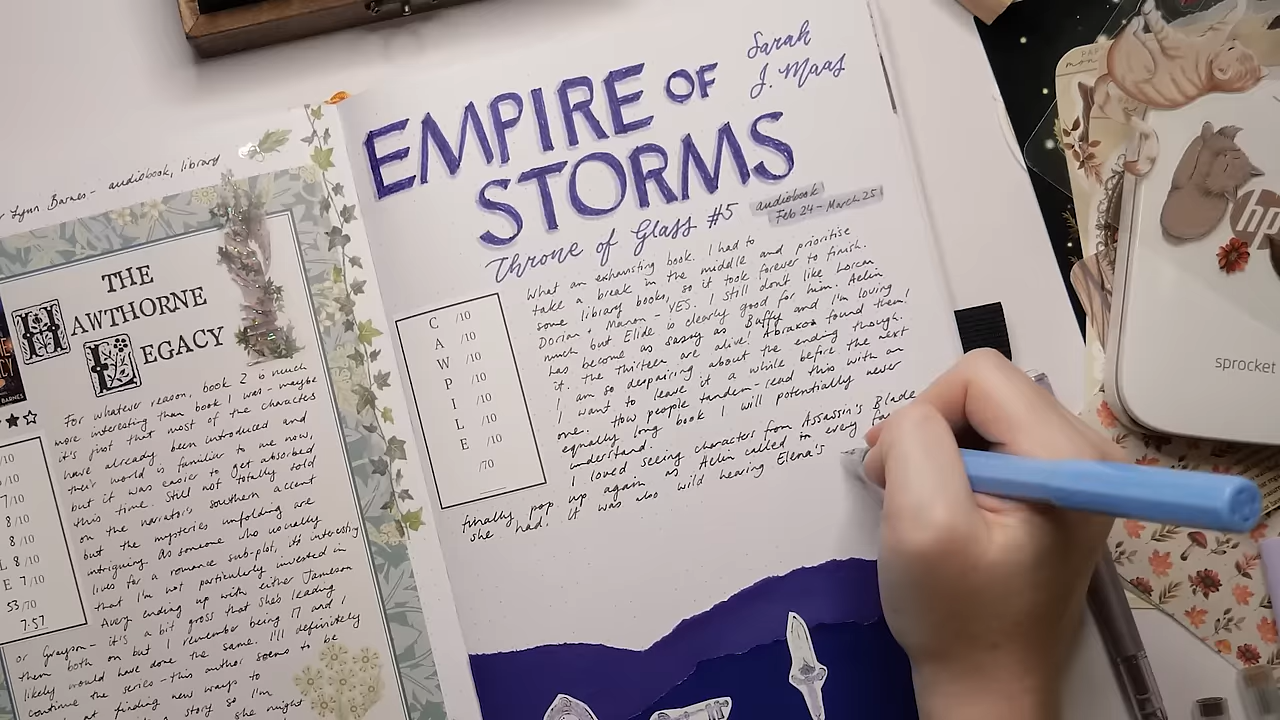 r Lynn Barnes - audiobook, library
THE
HAWTHORNE
LEGACY
BARNES
For whatever reason, book 2 is much
more interesting than book 1 was - maybe
it's just that most of the characters
have already been introduced and
their world is familiar to me now,
but it was easier to get absorbed
this time. Still not totally sold
on the narrator's southern accent
but the mysteries unfolding are
intriguing. As someone who usually
lives for a romance sub-plot, it's interesting
that I'm not particularly invested in
Avery ending up with either Jameson
or Grayson - it's a bit gross that she's leading
them both on but I remember being 17 and I
likely would have done the same. I'll definitely
continue the series - this author seems to be
at finding new ways to
story so I'm
she might
/10
7/10
8/10
8/10
L 8/10
E 7/10
53/70
7.57
EMPIRE OF
STORMS
Sarah
J. Maas
Throne of Glass #5
audiobook
Feb 24 - March 25
C /10
A /10
W /10
P /10
I /10
L /10
E /10
/70
What an exhausting book. I had to
take a break in the middle and prioritise
some library books, so it took forever to finish.
Dorian + Manon - YES. I still don't like Lorcan
much but Elide is clearly good for him. Aelin
has become as sassy as Buffy and I'm loving
it. The Thirteen are alive! Abraxos found them!
I am so despairing about the ending though.
I want to leave it a while before the next
one. How people tandem-read this with an
equally long book I will potentially never
understand.
I loved seeing characters from Assassin's Blade
finally pop up again as Aelin called in every
she had. It was also wild hearing Elena's
hp
sprocket